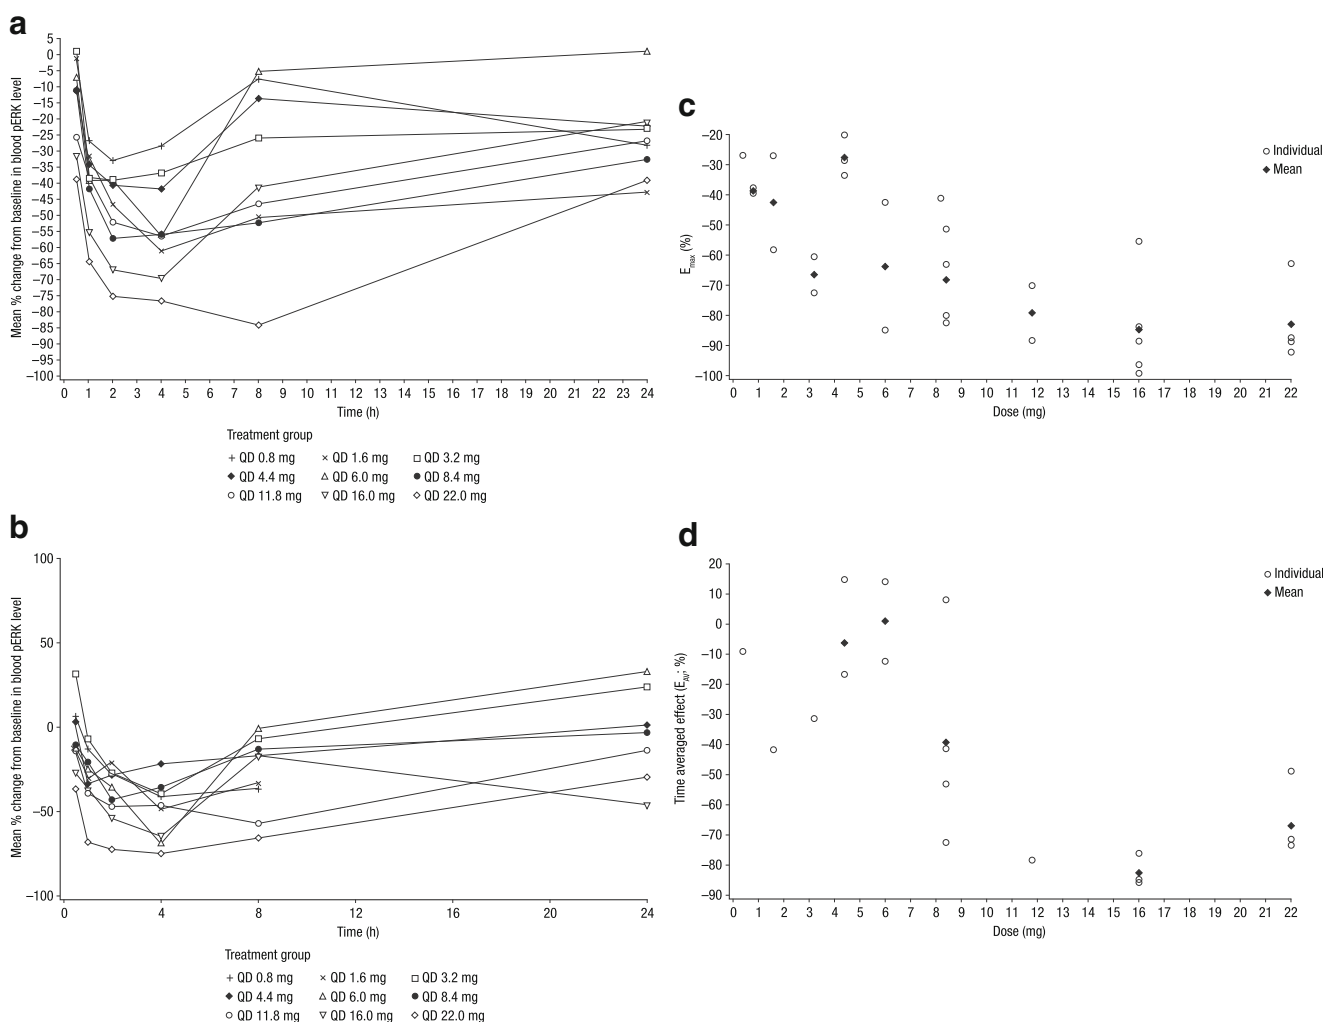 a
Mean % change from baseline in blood pERK level
5
0
–5
–10
–15
–20
–25
–30
–35
–40
–45
–50
–55
–60
–65
–70
–75
–80
–85
–90
–95
–100
0 1 2 3 4 5 6 7 8 9 10 11 12 13 14 15 16 17 18 19 20 21 22 23 24
Time (h)
Treatment group
QD 0.8 mg QD 1.6 mg QD 3.2 mg
QD 4.4 mg QD 6.0 mg QD 8.4 mg
QD 11.8 mg QD 16.0 mg QD 22.0 mg
b
Mean % change from baseline in blood pERK level
100
50
0
–50
–100
0 4 8 12 16 20 24
Time (h)
Treatment group
QD 0.8 mg QD 1.6 mg QD 3.2 mg
QD 4.4 mg QD 6.0 mg QD 8.4 mg
QD 11.8 mg QD 16.0 mg QD 22.0 mg
c
Emax (%)
–20
–30
–40
–50
–60
–70
–80
–90
–100
0 1 2 3 4 5 6 7 8 9 10 11 12 13 14 15 16 17 18 19 20 21 22
Dose (mg)
Individual
Mean
d
Time averaged effect (EAV; %)
20
10
0
–10
–20
–30
–40
–50
–60
–70
–80
–90
0 1 2 3 4 5 6 7 8 9 10 11 12 13 14 15 16 17 18 19 20 21 22
Dose (mg)
Individual
Mean